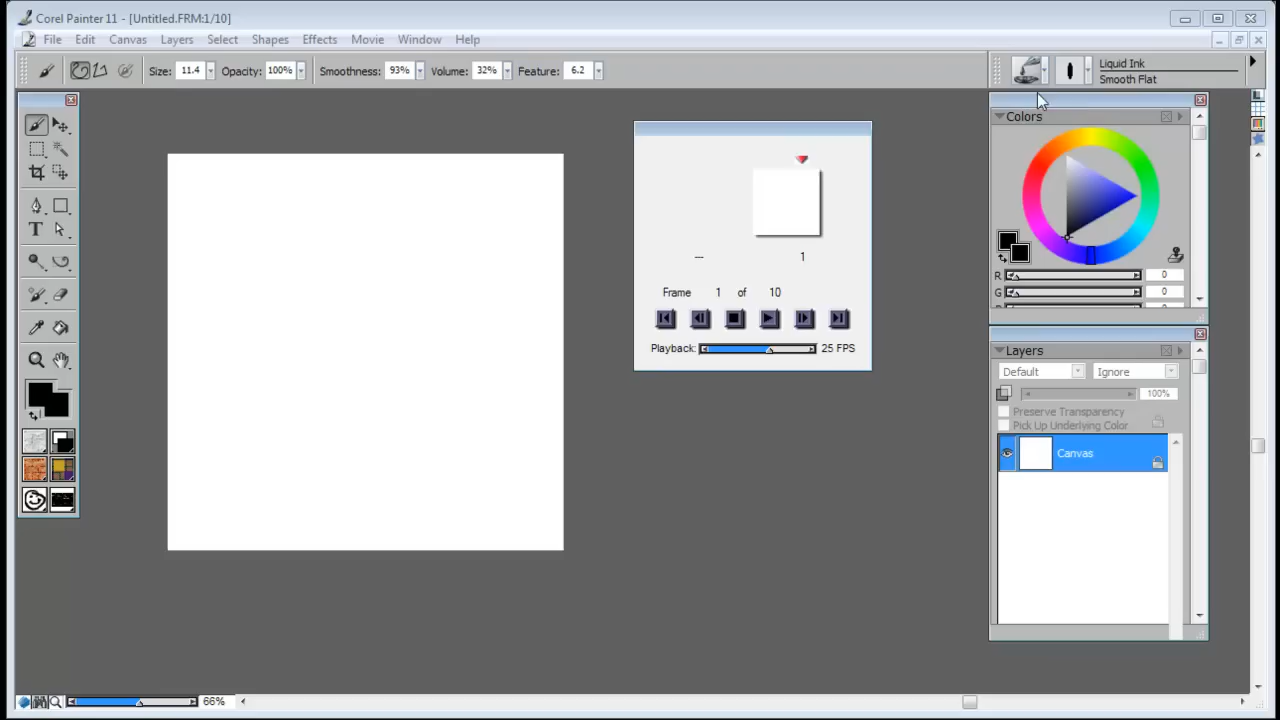 Corel Painter 11 - [Untitled.FRM:1/10]
File Edit Canvas Layers Select Shapes Effects Movie Window Help
Size: 11.4 Opacity: 100% Smoothness: 93% Volume: 32% Feature: 6.2
Liquid Ink
Smooth Flat
Colors
R 0
G 0
--- 1
Frame 1 of 10
Playback: 25 FPS
Layers
Default Ignore
100%
Preserve Transparency
Pick Up Underlying Color
Canvas
T
66%